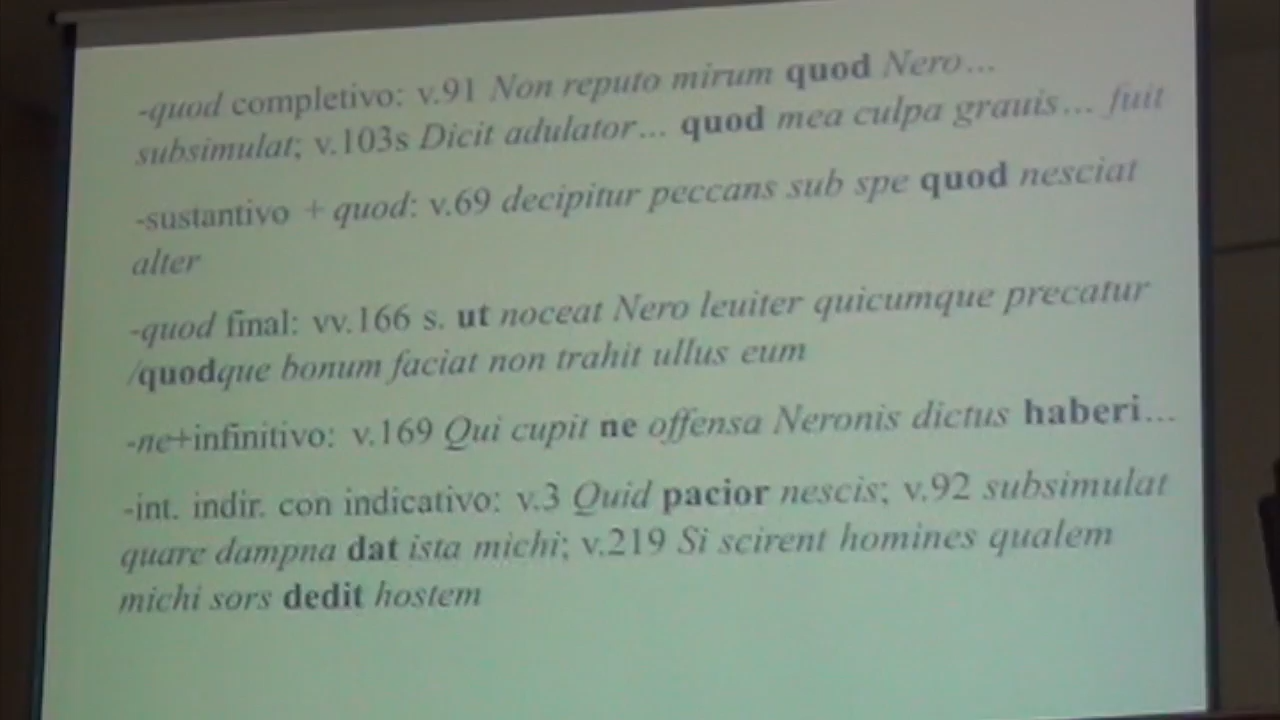 -quod completivo: v.91 Non reputo mirum quod Nero…
subsimulat; v.103s Dicit adulator… quod mea culpa grauis… fuit
-sustantivo + quod: v.69 decipitur peccans sub spe quod nesciat
alter
-quod final: vv.166 s. ut noceat Nero leuiter quicumque precatur
/quodque bonum faciat non trahit ullus eum
-ne+infinitivo: v.169 Qui cupit ne offensa Neronis dictus haberi…
-int. indir. con indicativo: v.3 Quid pacior nescis; v.92 subsimulat
quare dampna dat ista michi; v.219 Si scirent homines qualem
michi sors dedit hostem